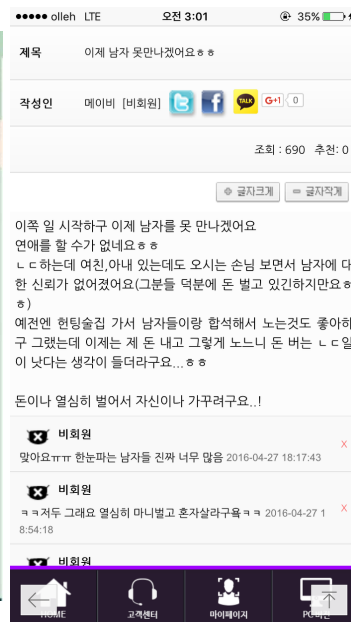 olleh LTE 오전 3:01 35%
제목 이제 남자 못만나겠어요ㅎㅎ
작성인 메이비 [비회원] TALK G+1 0
조회 : 690 추천: 0
글자크게 글자작게
이쪽 일 시작하구 이제 남자를 못 만나겠어요
연애를 할 수가 없네요ㅎㅎ
ㄴㄷ하는데 여친,아내 있는데도 오시는 손님 보면서 남자에 대
한 신뢰가 없어졌어요(그분들 덕분에 돈 벌고 있긴하지만요ㅎ
ㅎ)
예전엔 헌팅술집 가서 남자들이랑 합석해서 노는것도 좋아하
구 그랬는데 이제는 제 돈 내고 그렇게 노느니 돈 버는 ㄴㄷ일
이 낫다는 생각이 들더라구요...ㅎㅎ
돈이나 열심히 벌어서 자신이나 가꾸려구요..!
비회원
맞아요ㅠㅠ 한눈파는 남자들 진짜 너무 많음 2016-04-27 18:17:43
X
비회원
ㅋㅋ저두 그래요 열심히 마니벌고 혼자살라구욕ㅋㅋ 2016-04-27 1
8:54:18
X
비회원
HOME 고객센터 마이페이지 PC버전